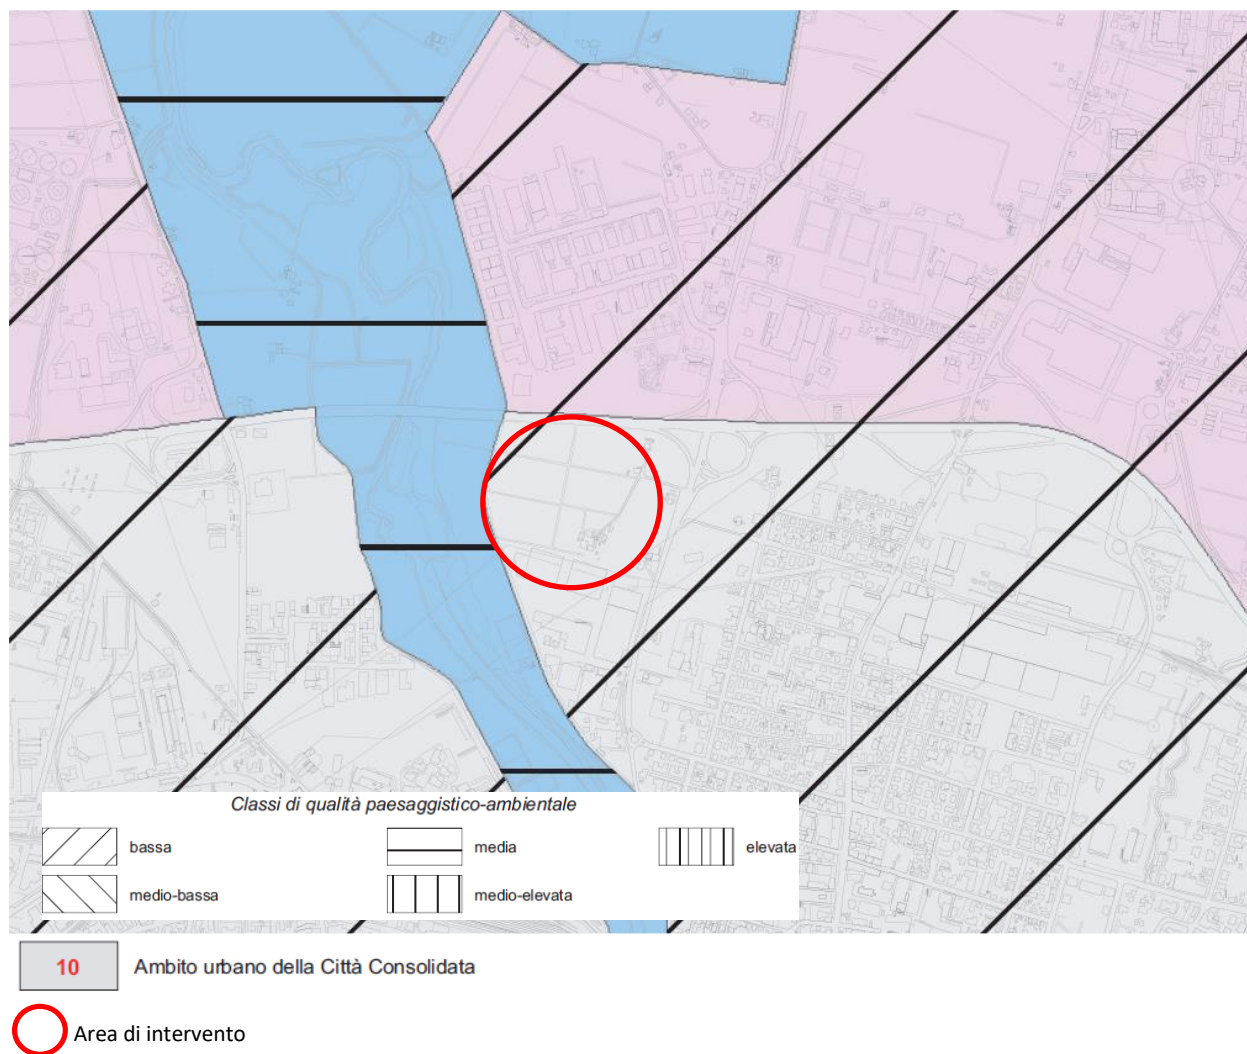 Classi di qualità paesaggistico-ambientale
bassa
media
elevata
medio-bassa
medio-elevata
10 Ambito urbano della Città Consolidata
Area di intervento